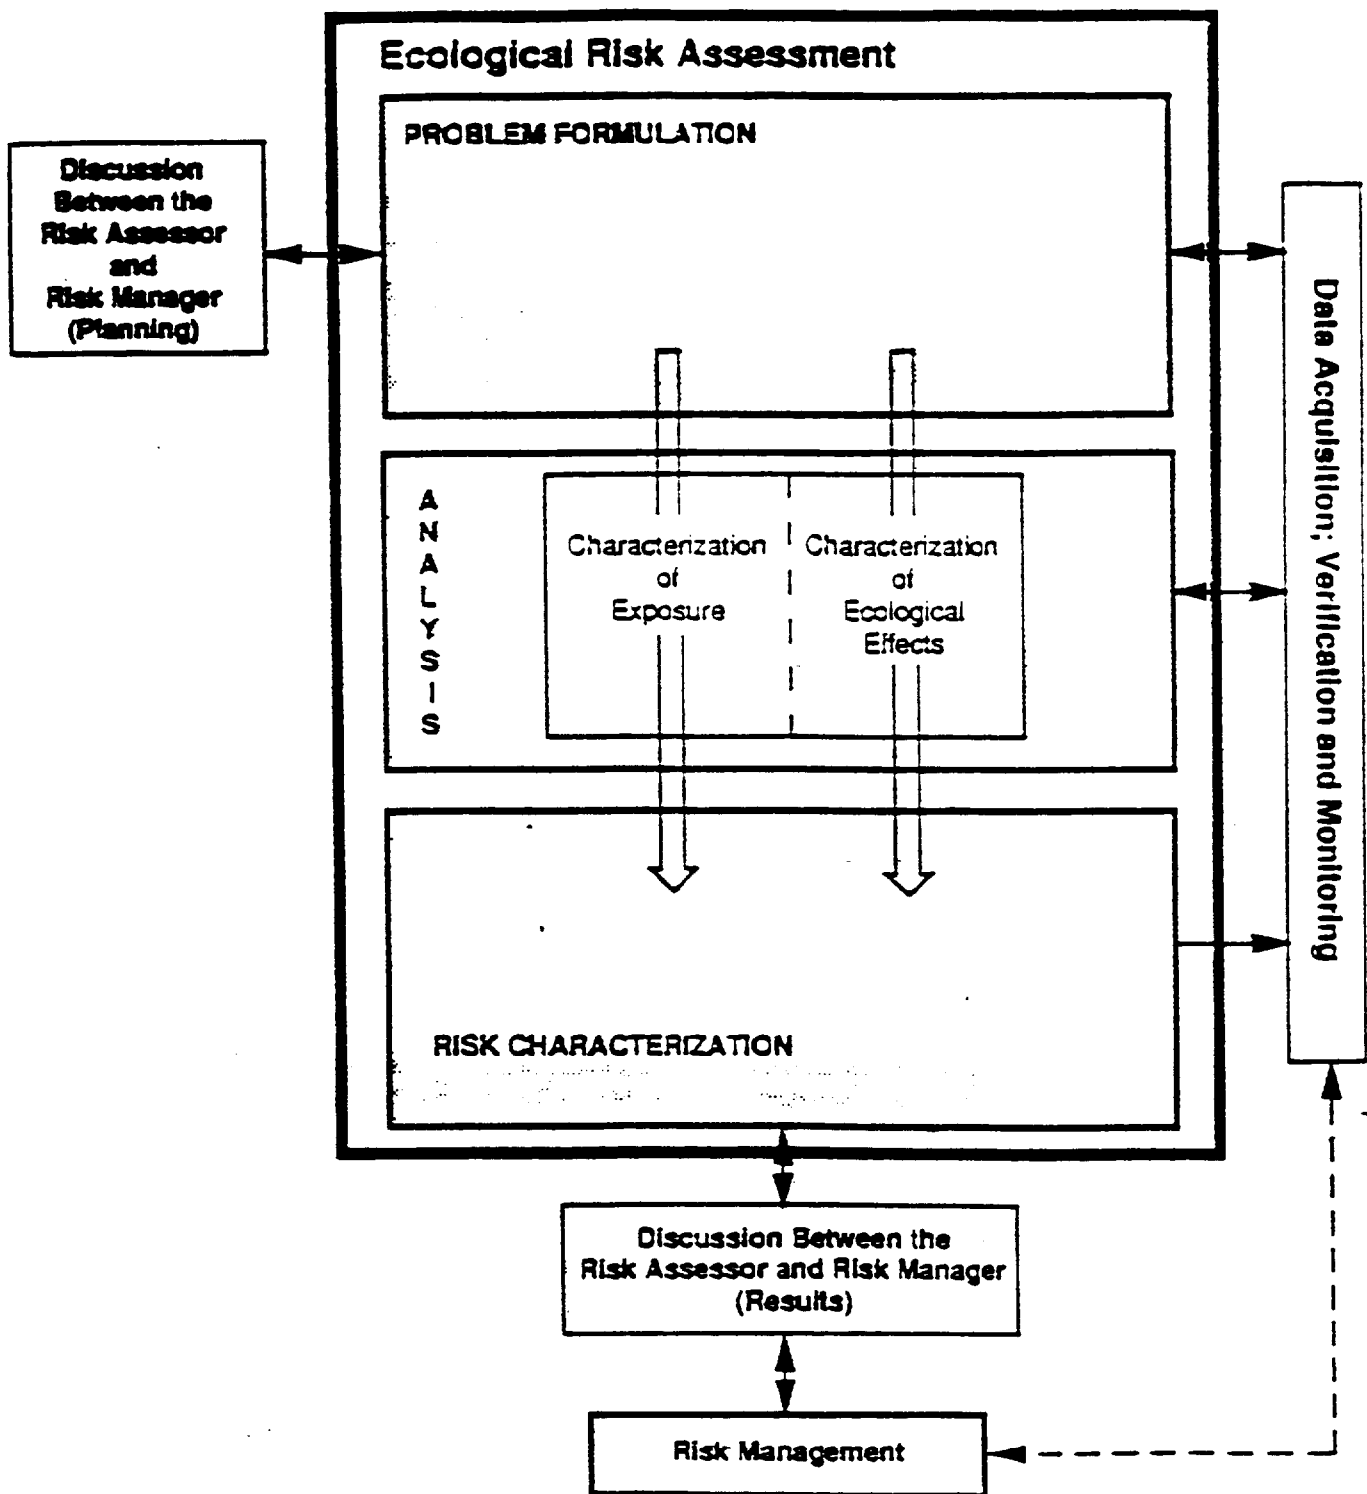 Ecological Risk Assessment
PROBLEM FORMULATION
Discussion
Between the
Risk Assessor
and
Risk Manager
(Planning)
ANALYSIS
Characterization
of
Exposure
Characterization
of
Ecological
Effects
Data Acquisition; Verification and Monitoring
RISK CHARACTERIZATION
Discussion Between the
Risk Assessor and Risk Manager
(Results)
Risk Management